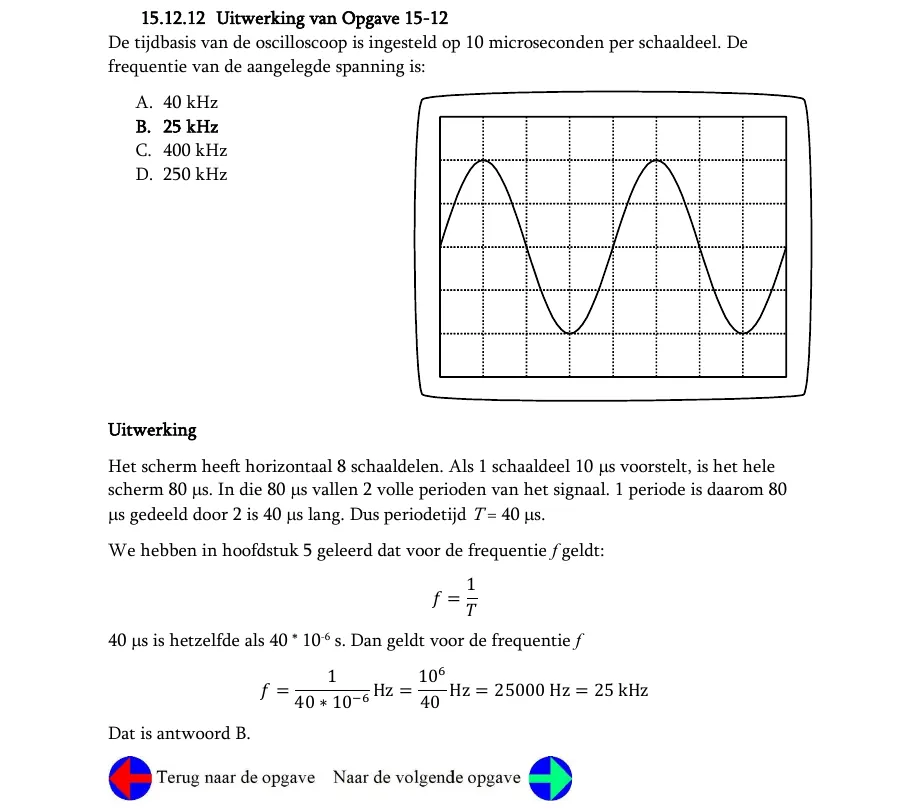 15.12.12 Uitwerking van Opgave 15-12
De tijdbasis van de oscilloscoop is ingesteld op 10 microseconden per schaaldeel. De
frequentie van de aangelegde spanning is:
A. 40 kHz
B. 25 kHz
C. 400 kHz
D. 250 kHz
Uitwerking
Het scherm heeft horizontaal 8 schaaldelen. Als 1 schaaldeel 10 μs voorstelt, is het hele
scherm 80 μs. In die 80 μs vallen 2 volle perioden van het signaal. 1 periode is daarom 80
μs gedeeld door 2 is 40 μs lang. Dus periodetijd T = 40 μs.
We hebben in hoofdstuk 5 geleerd dat voor de frequentie f geldt:
f = 1/T
40 μs is hetzelfde als 40 * 10⁻⁶ s. Dan geldt voor de frequentie f
f = 1/(40 * 10⁻⁶) Hz = 10⁶/40 Hz = 25000 Hz = 25 kHz
Dat is antwoord B.
Terug naar de opgave Naar de volgende opgave